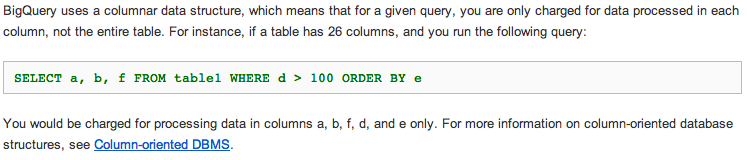 BigQuery uses a columnar data structure, which means that for a given query, you are only charged for data processed in each
column, not the entire table. For instance, if a table has 26 columns, and you run the following query:
SELECT a, b, f FROM table1 WHERE d > 100 ORDER BY e
You would be charged for processing data in columns a, b, f, d, and e only. For more information on column-oriented database
structures, see Column-oriented DBMS.